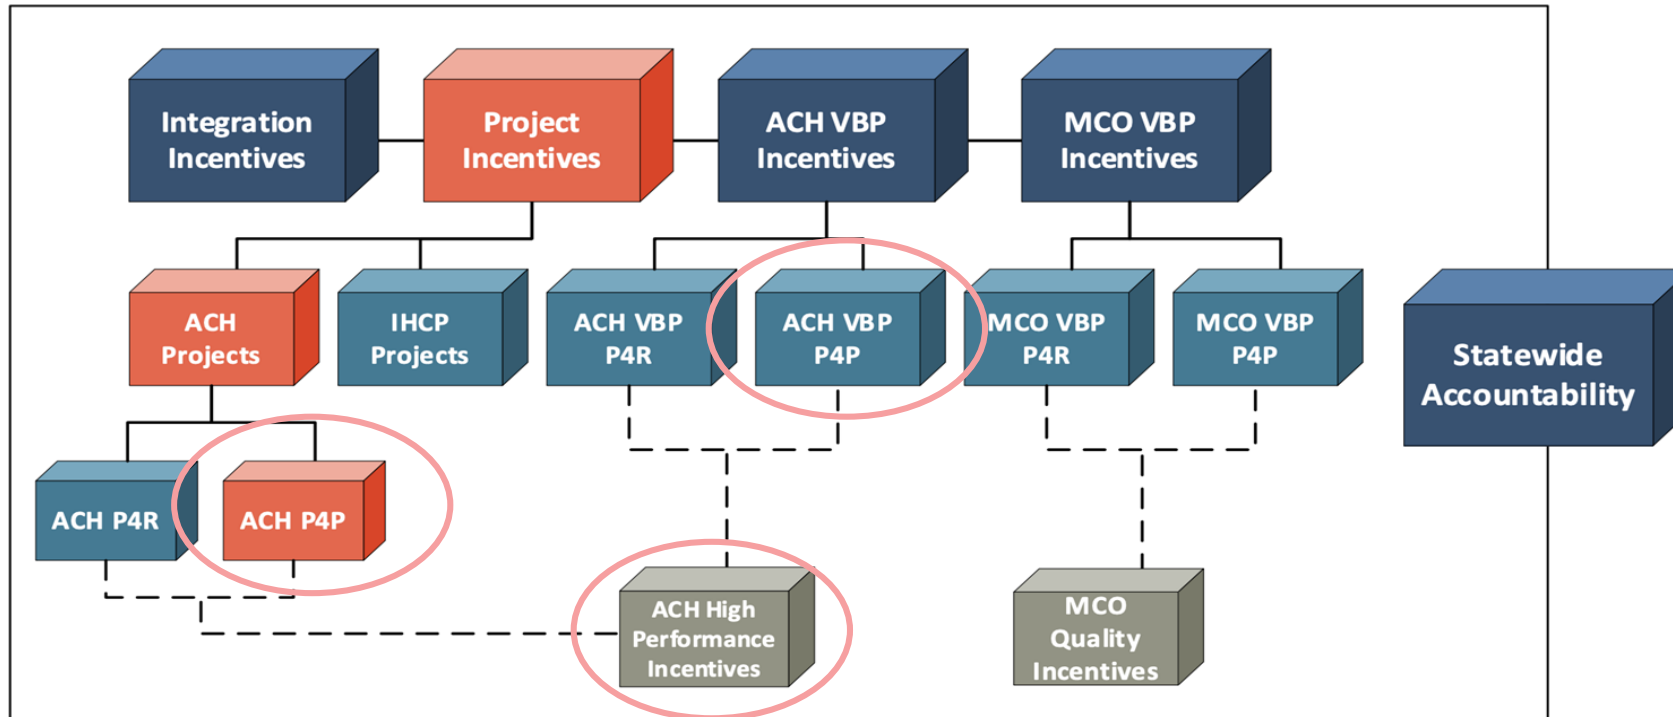 Integration
Incentives
Project
Incentives
ACH VBP
Incentives
MCO VBP
Incentives
ACH
Projects
IHCP
Projects
ACH VBP
P4R
ACH VBP
P4P
MCO VBP
P4R
MCO VBP
P4P
Statewide
Accountability
ACH P4R
ACH P4P
ACH High
Performance
Incentives
MCO
Quality
Incentives